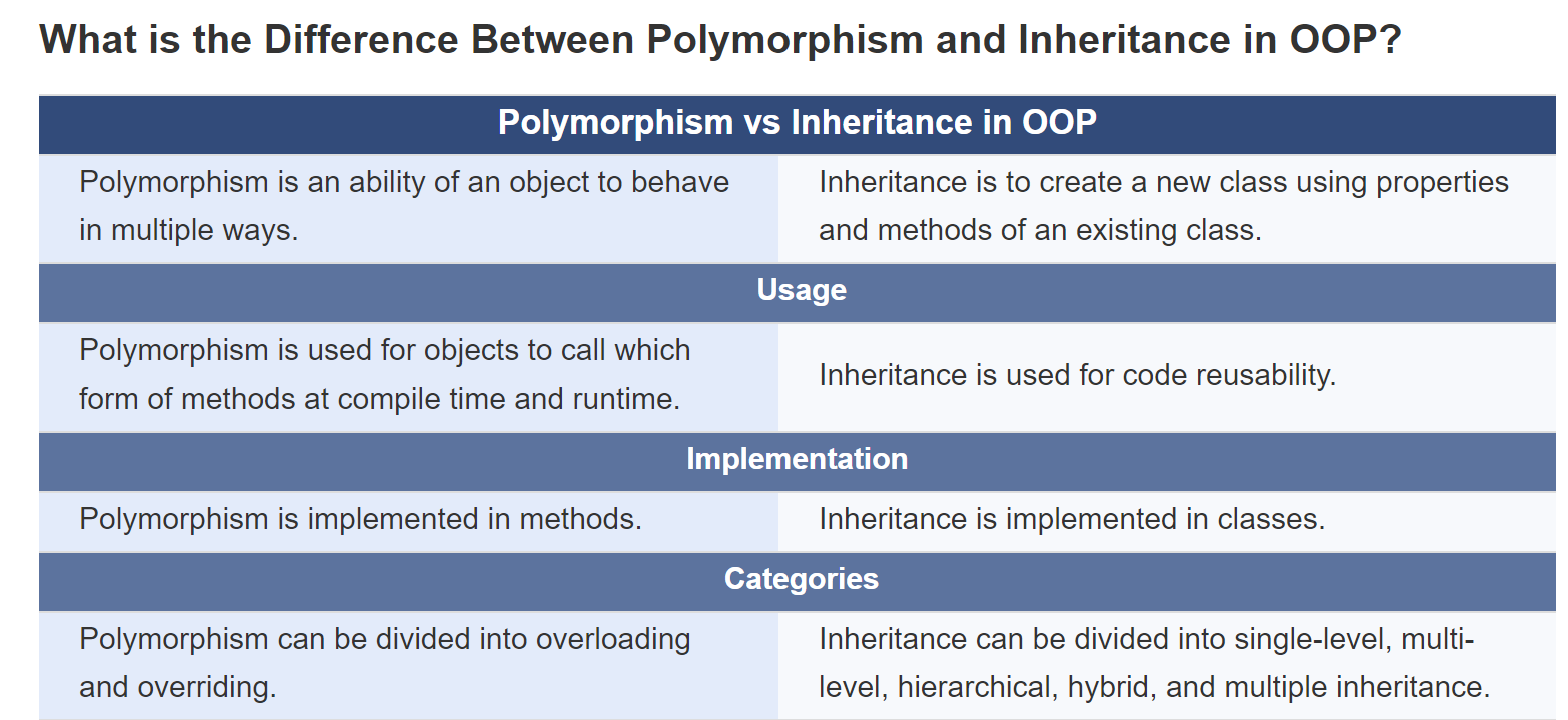 What is the Difference Between Polymorphism and Inheritance in OOP?
Polymorphism vs Inheritance in OOP
Polymorphism is an ability of an object to behave
in multiple ways.
Inheritance is to create a new class using properties
and methods of an existing class.
Usage
Polymorphism is used for objects to call which
form of methods at compile time and runtime.
Inheritance is used for code reusability.
Implementation
Polymorphism is implemented in methods.
Inheritance is implemented in classes.
Categories
Polymorphism can be divided into overloading
and overriding.
Inheritance can be divided into single-level, multi-
level, hierarchical, hybrid, and multiple inheritance.